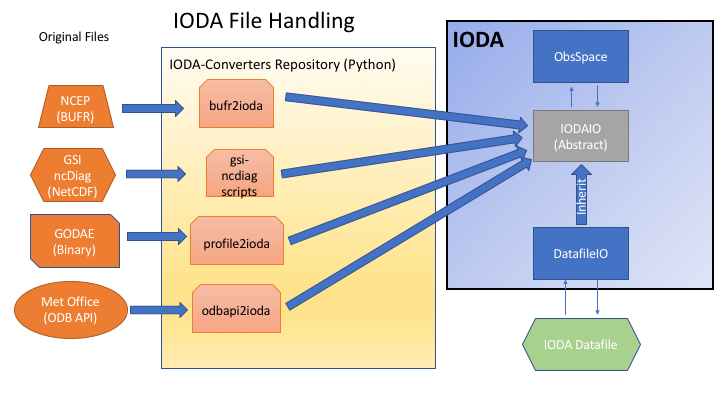 IODA File Handling
Original Files
IODA-Converters Repository (Python)
IODA
NCEP
(BUFR)
bufr2ioda
ObsSpace
GSI
ncDiag
(NetCDF)
gsi-
ncdiag
scripts
IODAIO
(Abstract)
Inherit
GODAE
(Binary)
profile2ioda
DatafileIO
Met Office
(ODB API)
odbapi2ioda
IODA Datafile